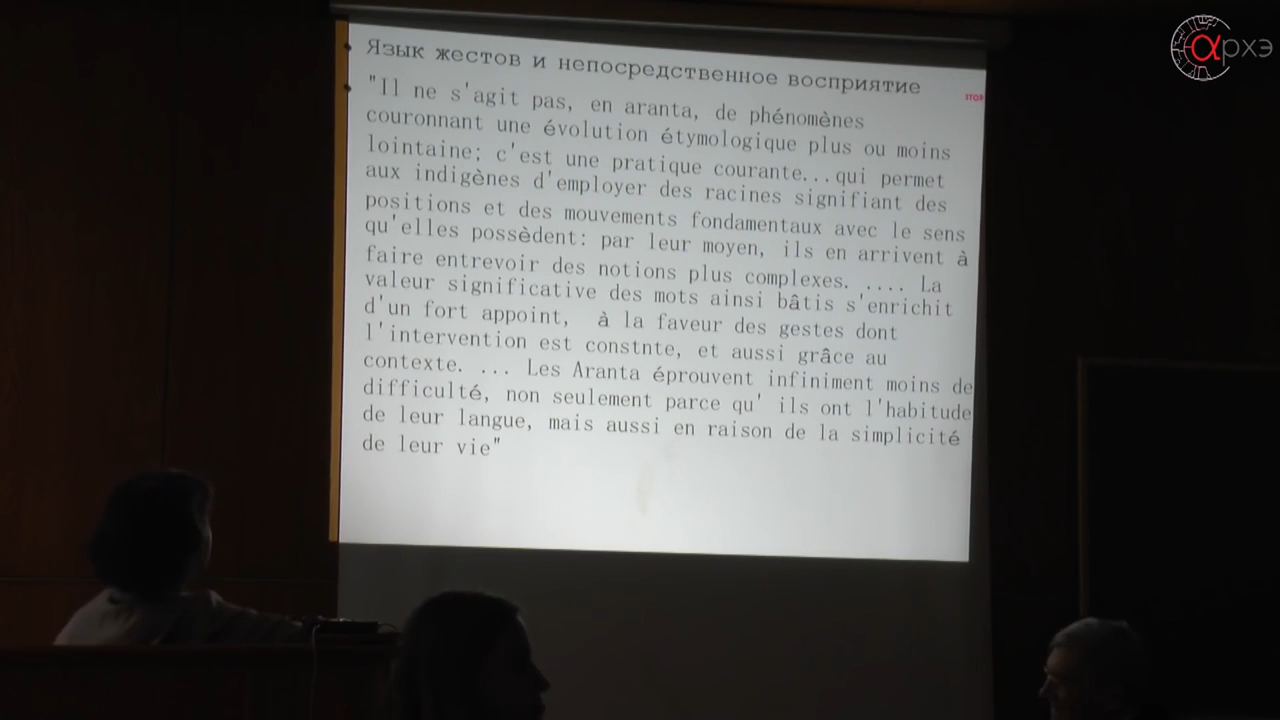 Язык жестов и непосредственное восприятие
"Il ne s'agit pas, en aranta, de phénomènes
couronnant une évolution étymologique plus ou moins
lointaine; c'est une pratique courante...qui permet
aux indigènes d'employer des racines signifiant des
positions et des mouvements fondamentaux avec le sens
qu'elles possèdent: par leur moyen, ils en arrivent à
faire entrevoir des notions plus complexes. .... La
valeur significative des mots ainsi bâtis s'enrichit
d'un fort appoint, à la faveur des gestes dont
l'intervention est constnte, et aussi grâce au
contexte. ... Les Aranta éprouvent infiniment moins de
difficulté, non seulement parce qu' ils ont l'habitude
de leur langue, mais aussi en raison de la simplicité
de leur vie"
STOP
αрхэ